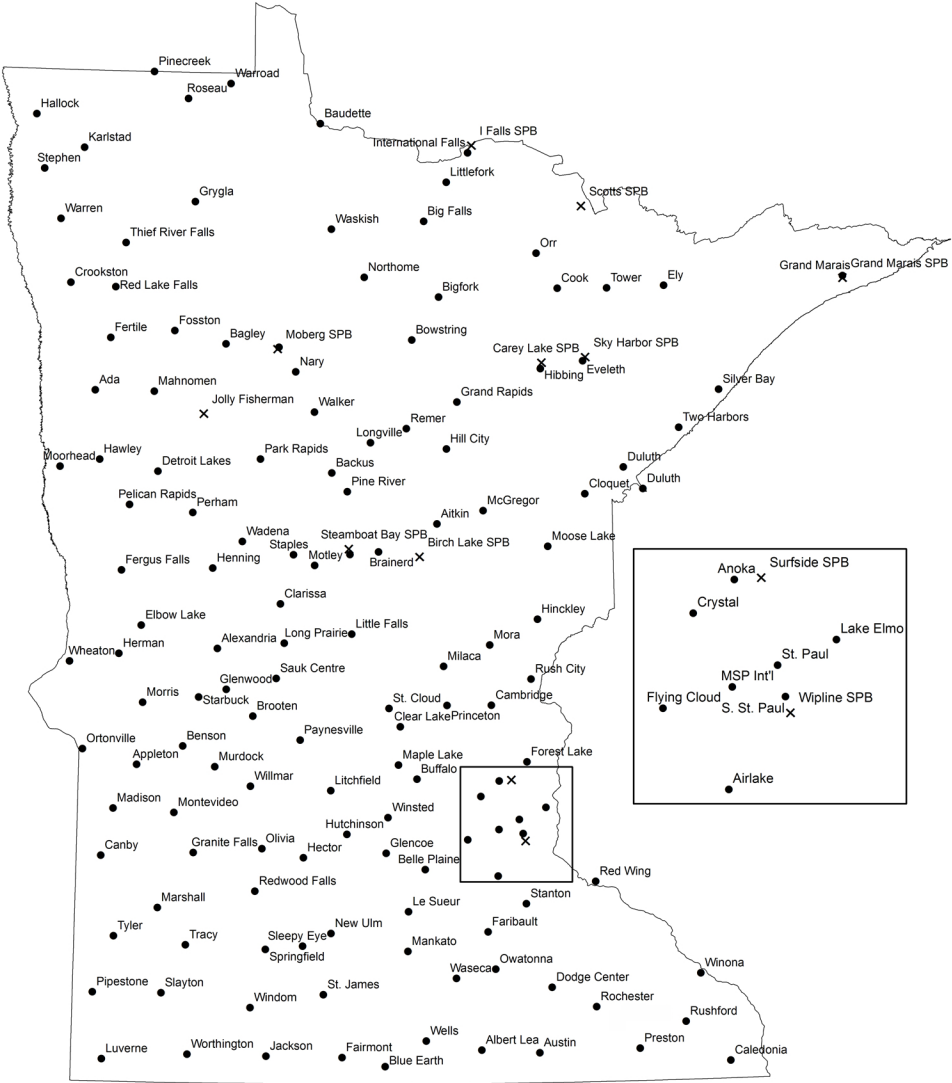 Pinecreek
Warroad
Roseau
Hallock
Baudette
I Falls SPB
International Falls
Karlstad
Stephen
Littlefork
Scotts SPB
Grygla
Warren
Big Falls
Waskish
Thief River Falls
Orr
Grand Marais
Grand Marais SPB
Crookston
Red Lake Falls
Northome
Bigfork
Cook
Tower
Ely
Fertile
Fosston
Bagley
Moberg SPB
Bowstring
Carey Lake SPB
Sky Harbor SPB
Nary
Hibbing
Eveleth
Ada
Mahnomen
Jolly Fisherman
Walker
Grand Rapids
Silver Bay
Two Harbors
Remer
Longville
Hill City
Moorhead
Hawley
Detroit Lakes
Park Rapids
Backus
Duluth
Duluth
Pine River
Cloquet
Pelican Rapids
Perham
McGregor
Aitkin
Wadena
Steamboat Bay SPB
Birch Lake SPB
Moose Lake
Staples
Motley
Brainerd
Fergus Falls
Henning
Anoka
Surfside SPB
Clarissa
Crystal
Hinckley
Elbow Lake
Lake Elmo
Alexandria
Long Prairie
Little Falls
Mora
Herman
Wheaton
Milaca
St. Paul
Sauk Centre
Rush City
Glenwood
MSP Int'l
Morris
Starbuck
St. Cloud
Cambridge
Flying Cloud
S. St. Paul
Wipline SPB
Brooten
Clear Lake
Princeton
Paynesville
Ortonville
Benson
Appleton
Murdock
Maple Lake
Forest Lake
Willmar
Buffalo
Litchfield
Airlake
Madison
Montevideo
Winsted
Hutchinson
Canby
Granite Falls
Olivia
Hector
Glencoe
Belle Plaine
Red Wing
Redwood Falls
Marshall
Le Sueur
Stanton
Tyler
Tracy
Sleepy Eye
Springfield
New Ulm
Mankato
Faribault
Waseca
Owatonna
Winona
Pipestone
Slayton
St. James
Dodge Center
Windom
Rochester
Rushford
Wells
Luverne
Worthington
Jackson
Fairmont
Blue Earth
Albert Lea
Austin
Preston
Caledonia